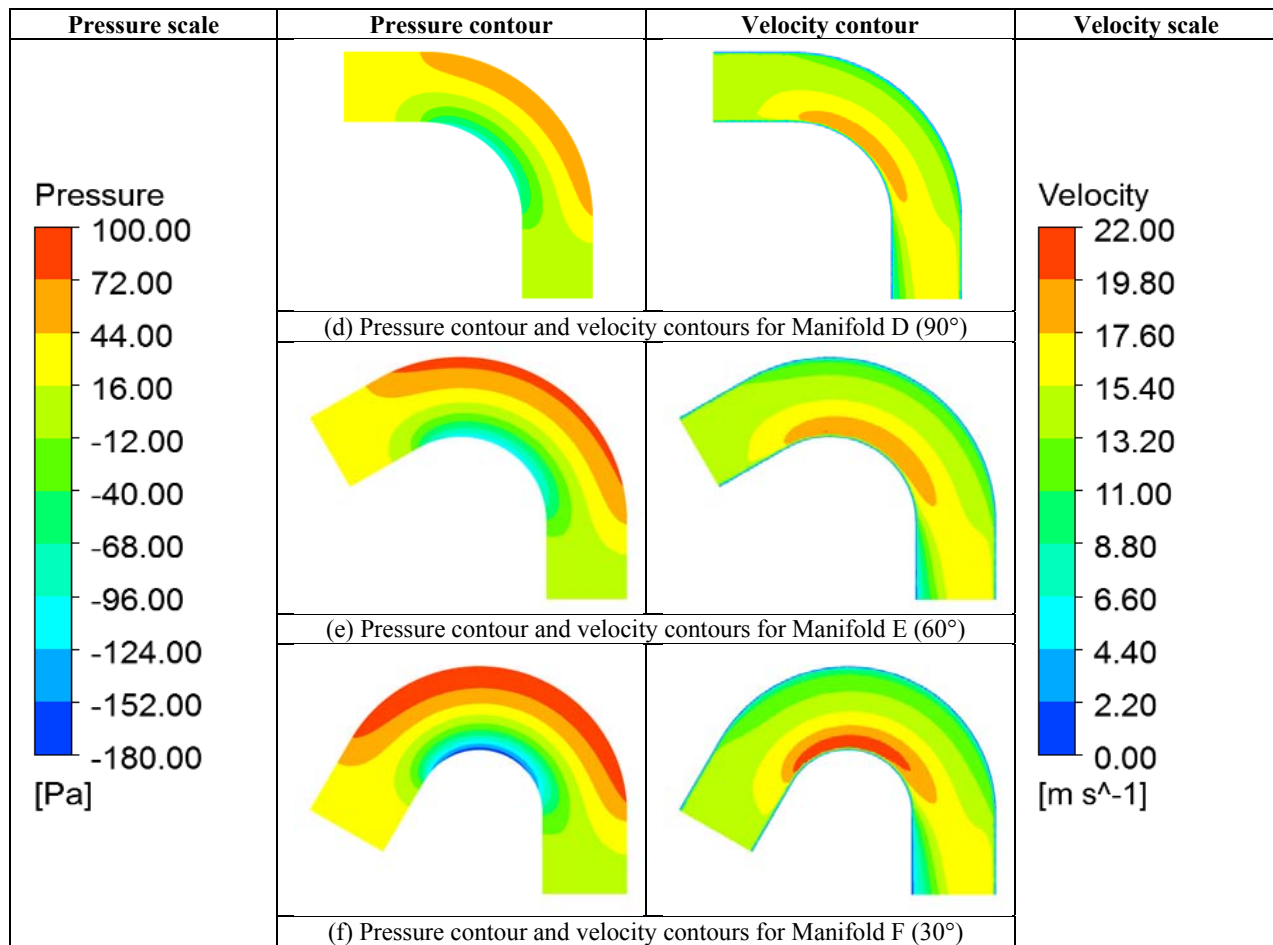 Pressure scale
Pressure contour
Velocity contour
Velocity scale
Pressure
100.00
72.00
44.00
16.00
-12.00
-40.00
-68.00
-96.00
-124.00
-152.00
-180.00
[Pa]
(d) Pressure contour and velocity contours for Manifold D (90°)
(e) Pressure contour and velocity contours for Manifold E (60°)
(f) Pressure contour and velocity contours for Manifold F (30°)
Velocity
22.00
19.80
17.60
15.40
13.20
11.00
8.80
6.60
4.40
2.20
0.00
[m s^-1]